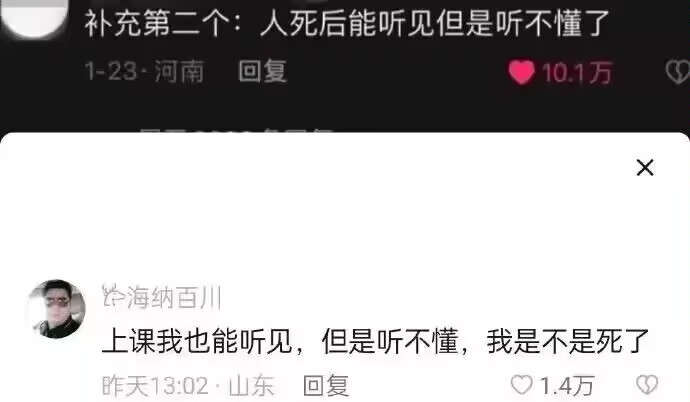 补充第二个：人死后能听见但是听不懂了
1-23·河南 回复 10.1万
海纳百川
上课我也能听见，但是听不懂，我是不是死了
昨天13:02·山东 回复 1.4万